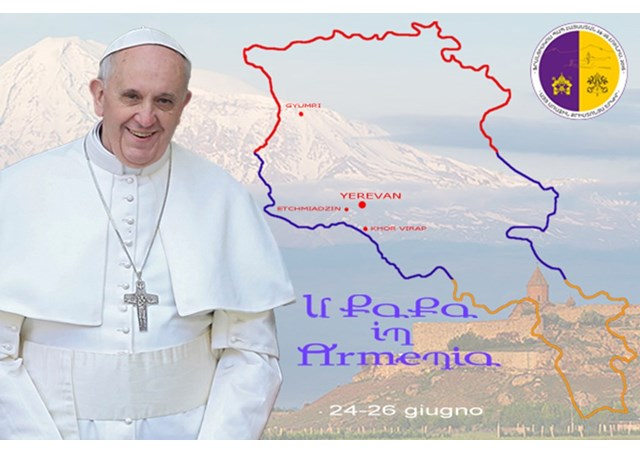 GYUMRI
YEREVAN
ETCHMIADZIN
KHOR VIRAP
Il Papa
in
Armenia
24-26 giugno